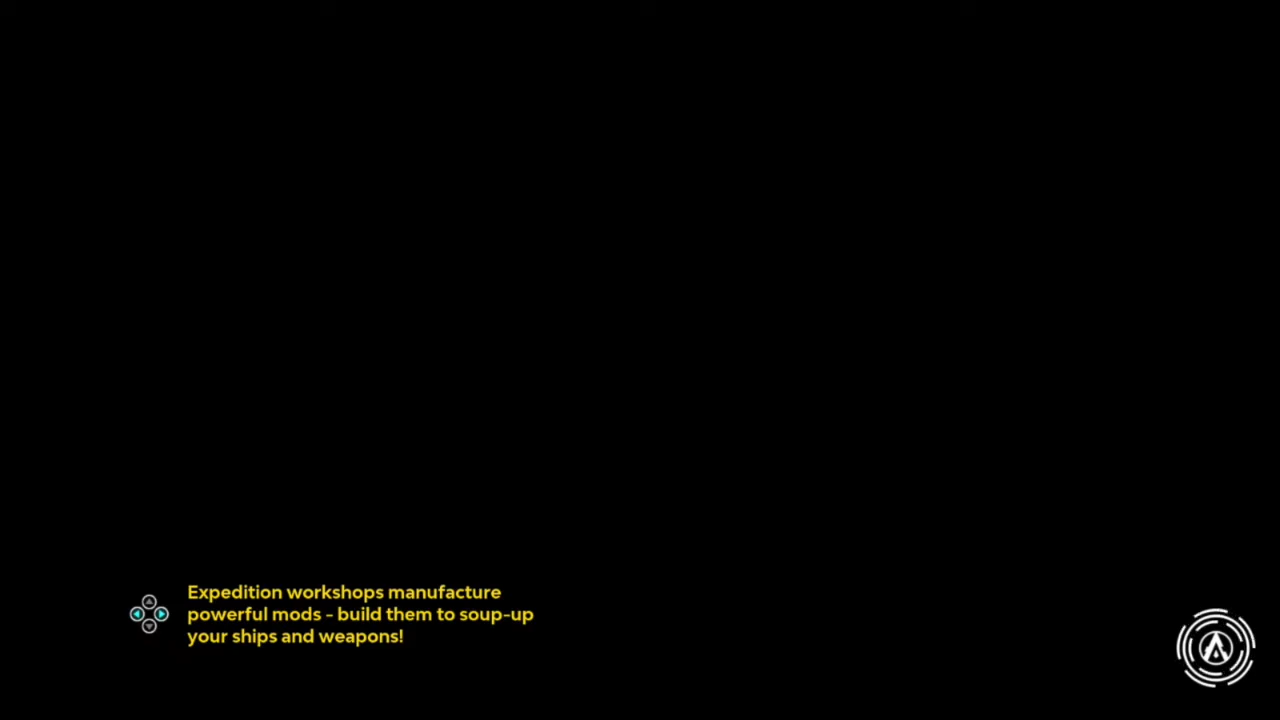 Expedition workshops manufacture
powerful mods - build them to soup-up
your ships and weapons!